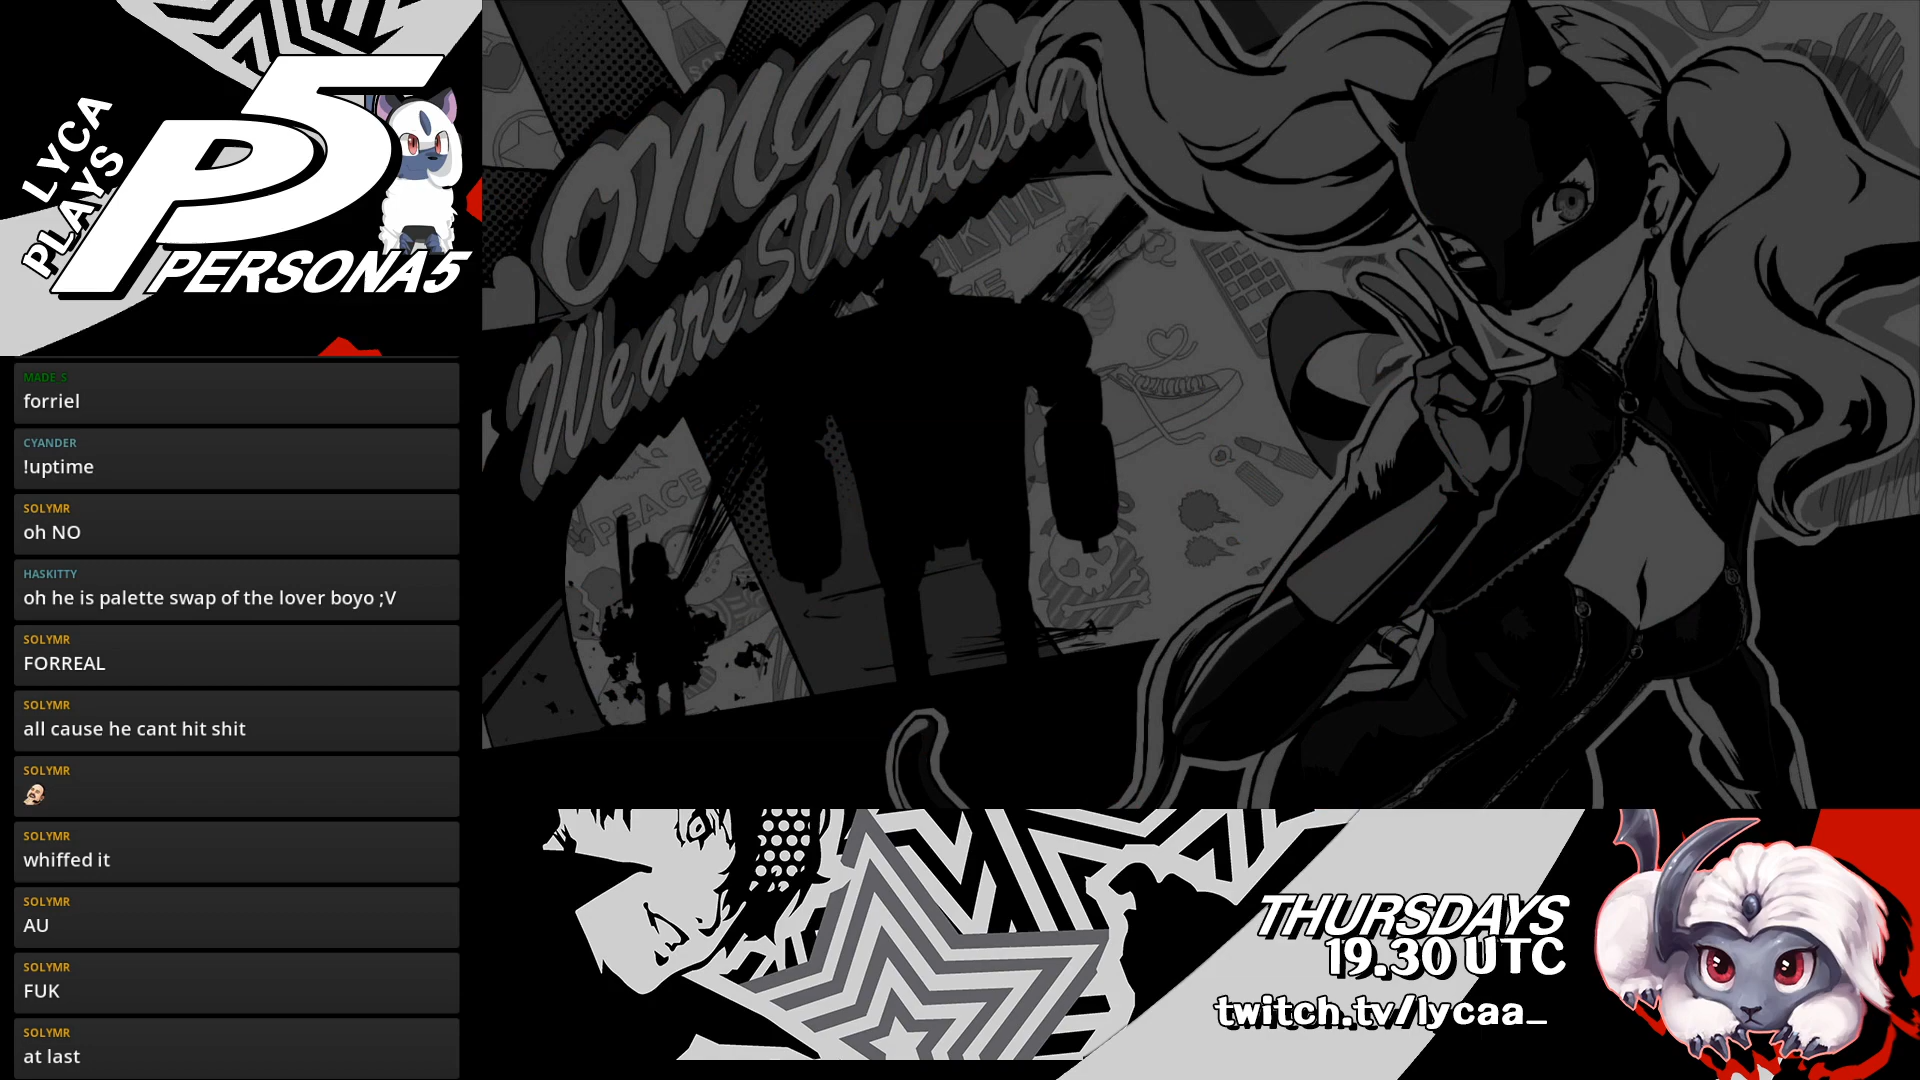 LYCA
PLAYS
P5
PERSONA5
MADE_S
forriel
CYANDER
!uptime
SOLYMR
oh NO
HASKITTY
oh he is palette swap of the lover boyo ;V
SOLYMR
FORREAL
SOLYMR
all cause he cant hit shit
SOLYMR
SOLYMR
whiffed it
SOLYMR
AU
SOLYMR
FUK
SOLYMR
at last
OMG!!
We are so awesom
PEACE
THURSDAYS
19.30 UTC
twitch.tv/lycaa_